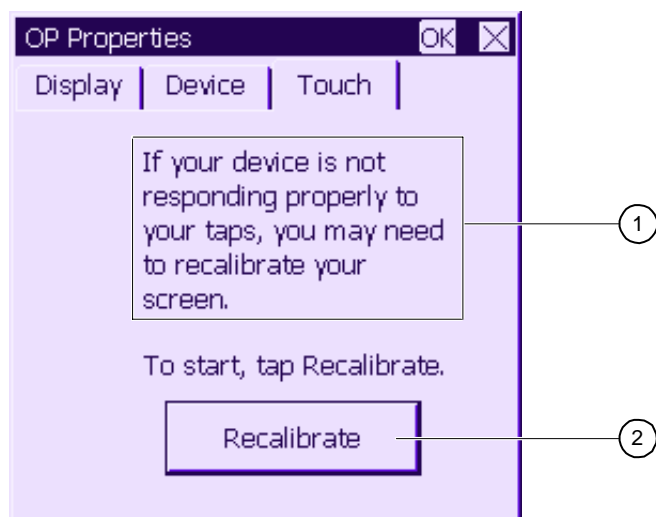 OP Properties OK X
Display Device Touch
If your device is not
responding properly to
your taps, you may need
to recalibrate your
screen.
1
To start, tap Recalibrate.
Recalibrate
2